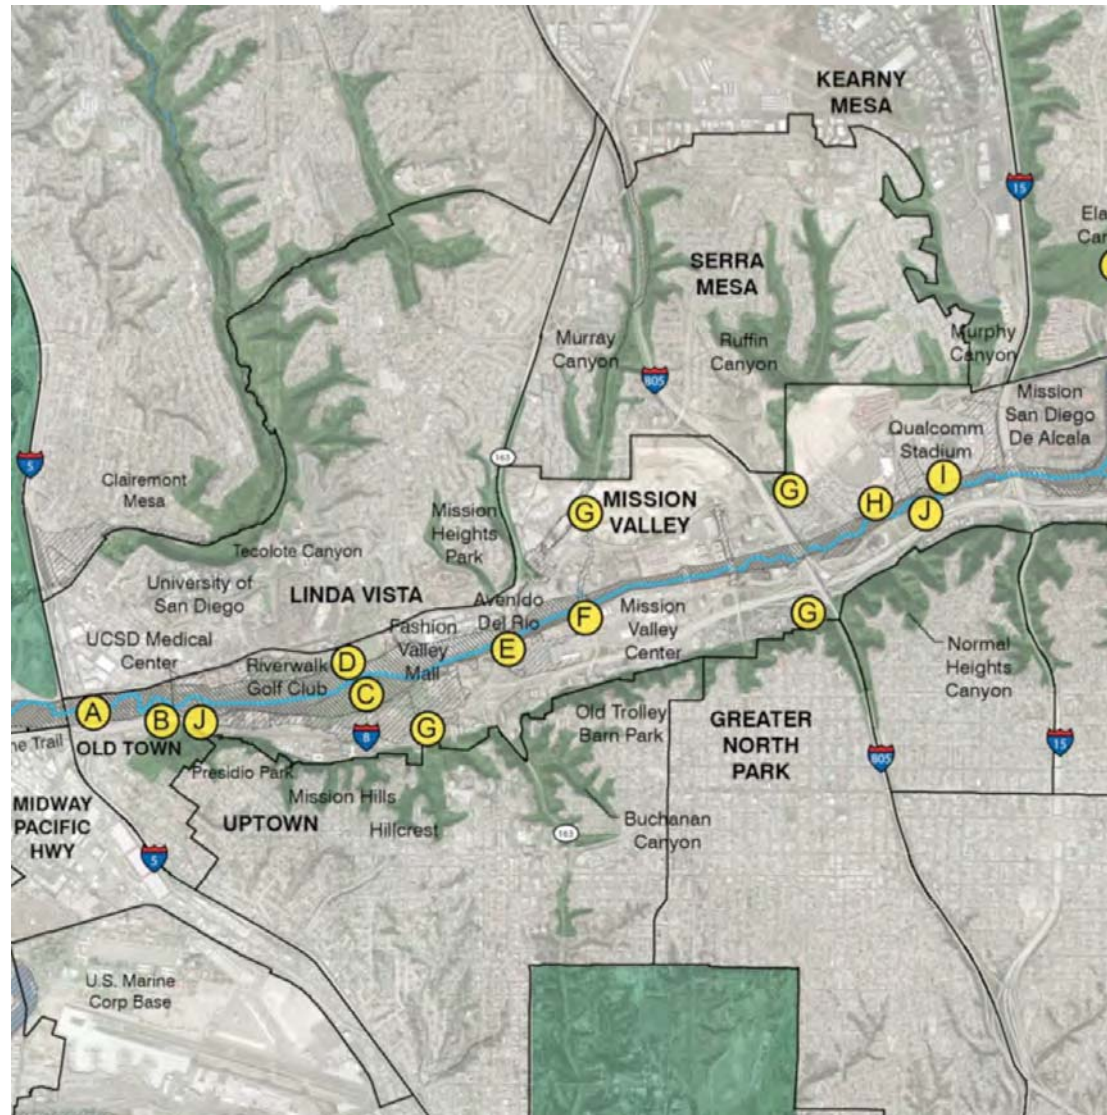 KEARNY
MESA
15
Ela
Car
SERRA
MESA
Murray
Canyon
Ruffin
Canyon
Murphy
Canyon
805
Mission
San Diego
De Alcala
Qualcomm
Stadium
5
163
Clairemont
Mesa
I
G
G
H
J
MISSION
VALLEY
Mission
Heights
Park
Tecolote Canyon
University of
San Diego
LINDA VISTA
Avenido
Del Rio
F
Mission
Valley
Center
G
UCSD Medical
Center
Fashion
Valley
Mall
E
Normal
Heights
Canyon
Riverwalk
Golf Club
D
C
A
B
J
G
8
Old Trolley
Barn Park
GREATER
NORTH
PARK
15
805
ne Trail
OLD TOWN
Presidio Park
Mission Hills
MIDWAY
PACIFIC
HWY
UPTOWN
Hillcrest
163
Buchanan
Canyon
5
U.S. Marine
Corp Base